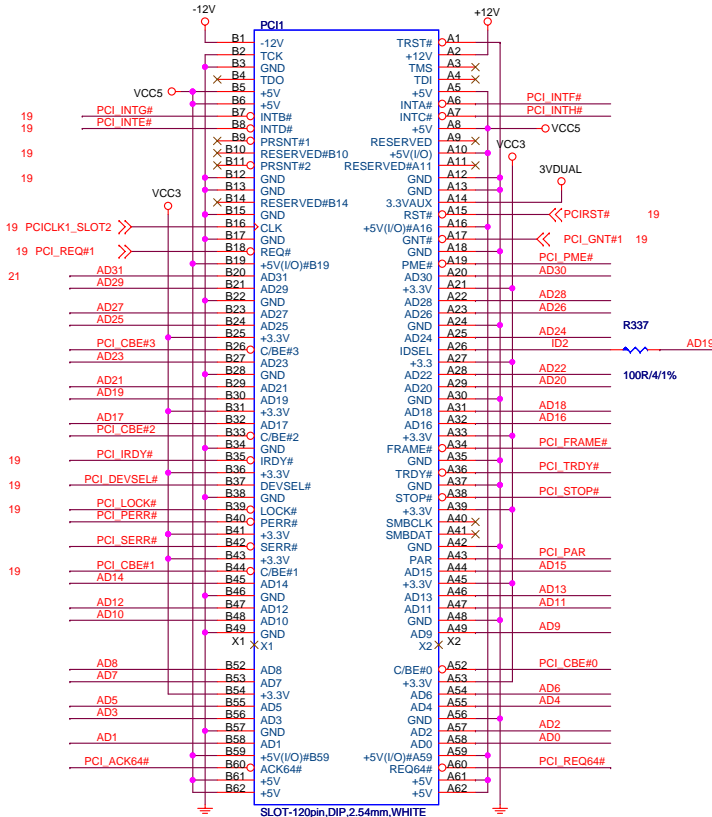 -12V +12V
PCI1
B1 -12V TRST# A1
B2 TCK +12V A2
B3 GND TMS A3
B4 TDO TDI A4
VCC5 B5 +5V +5V A5
B6 +5V INTA# A6 PCI_INTF#
19 PCI_INTG# B7 INTB# INTC# A7 PCI_INTH#
19 PCI_INTE# B8 INTD# +5V A8 VCC5
B9 PRSNT#1 RESERVED A9
19 B10 RESERVED#B10 +5V(I/O) A10
B11 PRSNT#2 RESERVED#A11 A11 VCC3
19 B12 GND GND A12 3VDUAL
B13 GND GND A13
VCC3 B14 RESERVED#B14 3.3VAUX A14
B15 GND RST# A15 PCIRST# 19
19 PCICLK1_SLOT2 B16 CLK +5V(I/O)#A16 A16
B17 GND GNT# A17 PCI_GNT#1 19
19 PCI_REQ#1 B18 REQ# GND A18
B19 +5V(I/O)#B19 PME# A19 PCI_PME#
21 AD31 B20 AD31 AD30 A20 AD30
AD29 B21 AD29 +3.3V A21
B22 GND AD28 A22 AD28
AD27 B23 AD27 AD26 A23 AD26
AD25 B24 AD25 GND A24
B25 +3.3V AD24 A25 AD24 R337
PCI_CBE#3 B26 C/BE#3 IDSEL A26 ID2 AD19
AD23 B27 AD23 +3.3 A27
B28 GND AD22 A28 AD22 100R/4/1%
AD21 B29 AD21 AD20 A29 AD20
AD19 B30 AD19 GND A30
B31 +3.3V AD18 A31 AD18
AD17 B32 AD17 AD16 A32 AD16
PCI_CBE#2 B33 C/BE#2 +3.3V A33
B34 GND FRAME# A34 PCI_FRAME#
19 PCI_IRDY# B35 IRDY# GND A35
B36 +3.3V TRDY# A36 PCI_TRDY#
19 PCI_DEVSEL# B37 DEVSEL# GND A37
B38 GND STOP# A38 PCI_STOP#
19 PCI_LOCK# B39 LOCK# +3.3V A39
PCI_PERR# B40 PERR# SMBCLK A40
B41 +3.3V SMBDAT A41
PCI_SERR# B42 SERR# GND A42
B43 +3.3V PAR A43 PCI_PAR
19 PCI_CBE#1 B44 C/BE#1 AD15 A44 AD15
AD14 B45 AD14 +3.3V A45
B46 GND AD13 A46 AD13
AD12 B47 AD12 AD11 A47 AD11
AD10 B48 AD10 GND A48
B49 GND AD9 A49 AD9
X1 X1 X2 X2
AD8 B52 AD8 C/BE#0 A52 PCI_CBE#0
AD7 B53 AD7 +3.3V A53
B54 +3.3V AD6 A54 AD6
AD5 B55 AD5 AD4 A55 AD4
AD3 B56 AD3 GND A56
B57 GND AD2 A57 AD2
AD1 B58 AD1 AD0 A58 AD0
B59 +5V(I/O)#B59 +5V(I/O)#A59 A59
PCI_ACK64# B60 ACK64# REQ64# A60 PCI_REQ64#
B61 +5V +5V A61
B62 +5V +5V A62
SLOT-120pin,DIP,2.54mm,WHITE